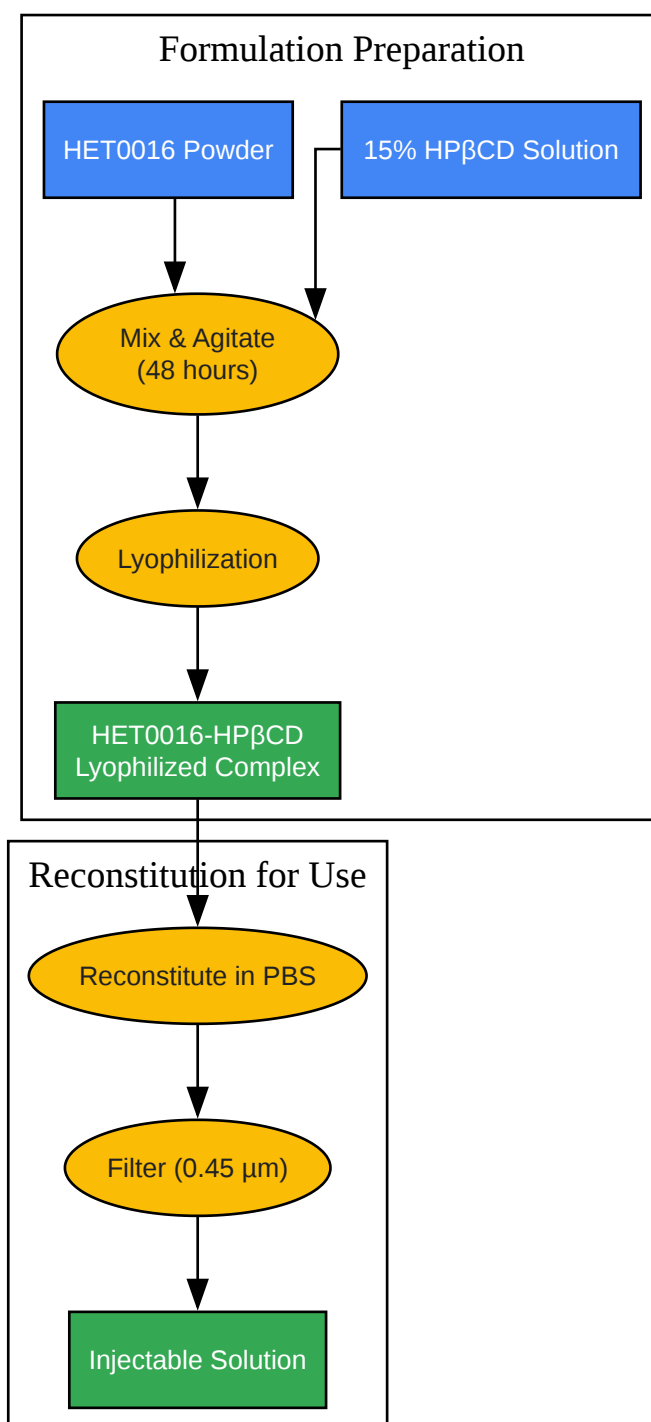 Formulation Preparation
HET0016 Powder
15% HPβCD Solution
Mix & Agitate
(48 hours)
Lyophilization
HET0016-HPβCD
Lyophilized Complex
Reconstitution for Use
Reconstitute in PBS
Filter (0.45 µm)
Injectable Solution